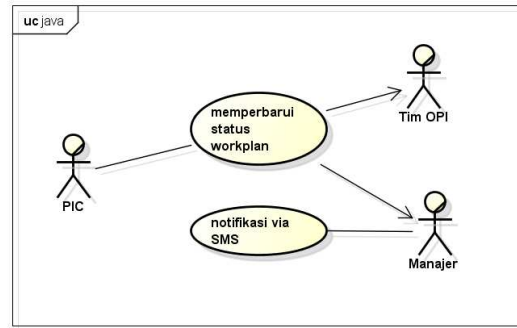 uc java
Tim OPI
memperbarui
status
workplan
PIC
notifikasi via
SMS
Manajer